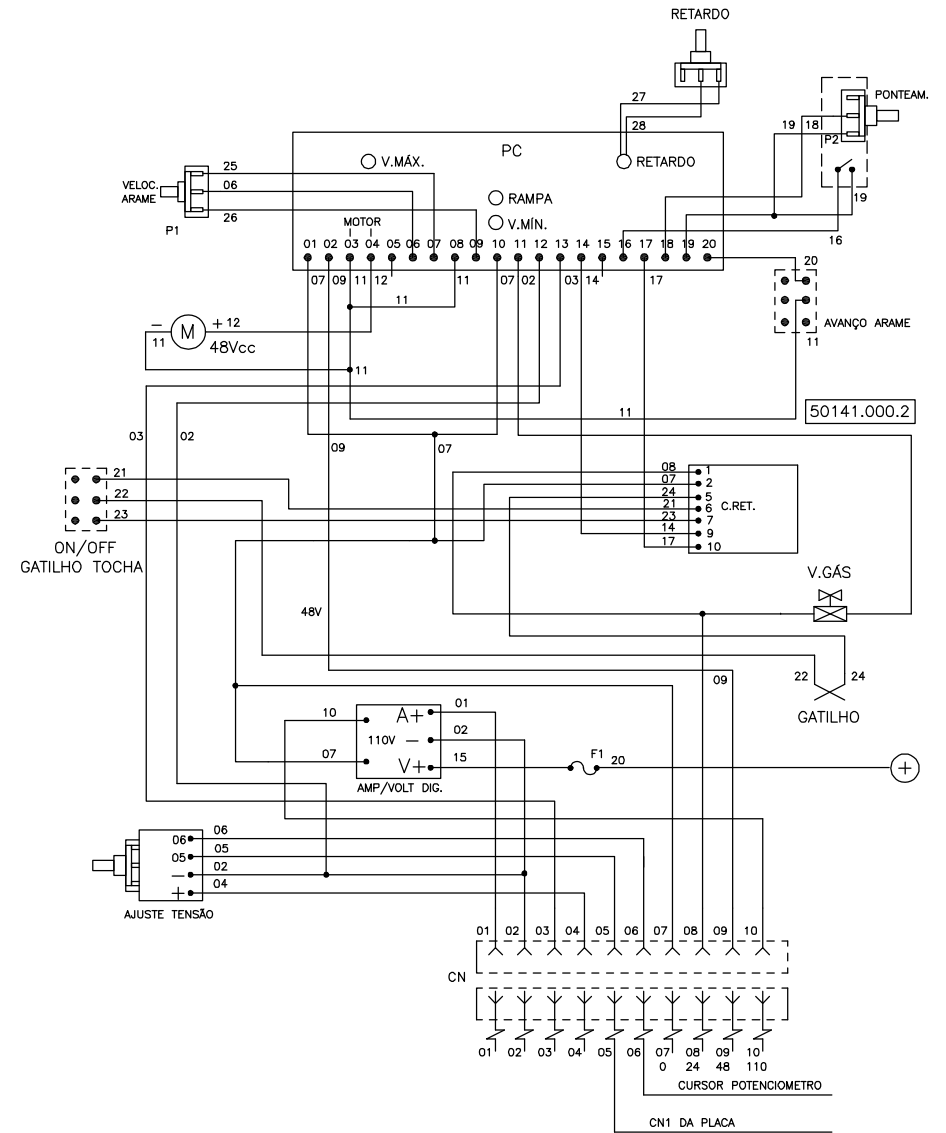 RETARDO
27
28
PONTEAM.
19 18
P2
19
16
PC
V.MÁX.
RETARDO
RAMPA
V.MÍN.
25
06
26
VELOC.
ARAME
P1
MOTOR
01 02 03 04 05 06 07 08 09 10 11 12 13 14 15 16 17 18 19 20
07 09 11 12 11 07 02 03 14 17
20
AVANÇO ARAME
11
11
- M + 12
11 48Vcc
11
11
50141.000.2
03 02 09 07
21
22
23
ON/OFF
GATILHO TOCHA
08 1
07 2
24 5
21 6
23 7
14 9
17 10
C.RET.
V.GÁS
48V
09
22 24
GATILHO
10 A+ 01
110V - 02
07 V+ 15
AMP/VOLT DIG.
F1
20
+
06 06
05 05
- 02
+ 04
AJUSTE TENSÃO
01 02 03 04 05 06 07 08 09 10
CN
01 02 03 04 05 06 07 08 09 10
0 24 48 110
CURSOR POTENCIOMETRO
CN1 DA PLACA